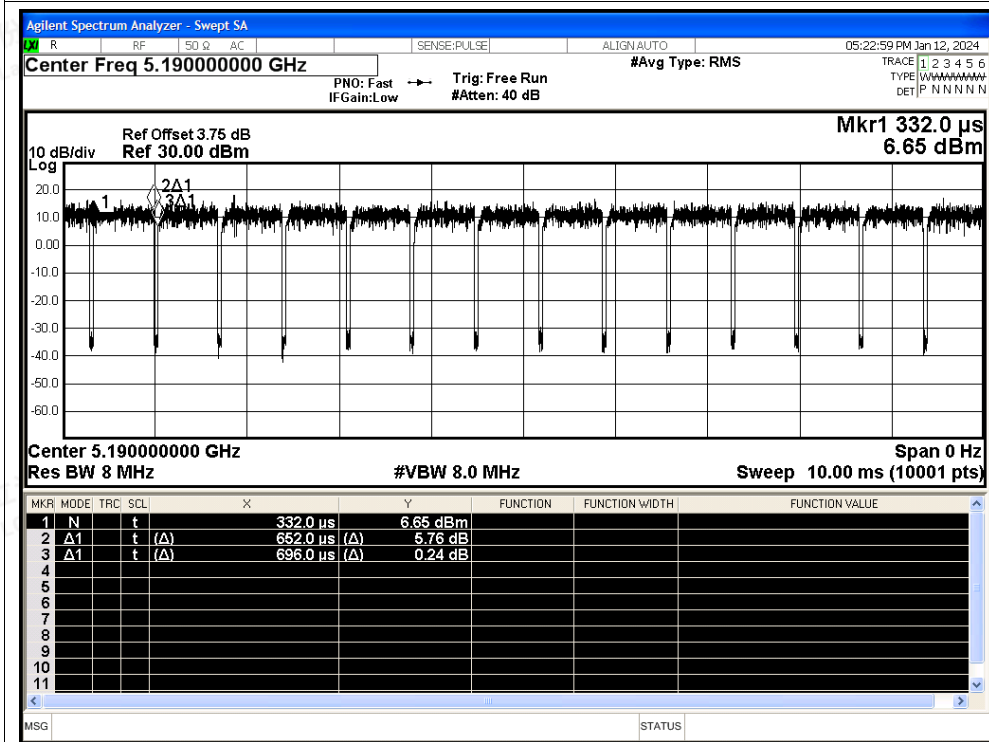 Agilent Spectrum Analyzer - Swept SA
LXI R RF 50 Ω AC SENSE:PULSE ALIGN AUTO 05:22:59 PM Jan 12, 2024
Center Freq 5.190000000 GHz #Avg Type: RMS TRACE 1 2 3 4 5 6
PNO: Fast Trig: Free Run TYPE
IFGain:Low #Atten: 40 dB DET P N N N N N
Mkr1 332.0 µs
Ref Offset 3.75 dB
10 dB/div Ref 30.00 dBm 6.65 dBm
Log
20.0
2Δ1
1 3Δ1
10.0
0.00
-10.0
-20.0
-30.0
-40.0
-50.0
-60.0
Center 5.190000000 GHz Span 0 Hz
Res BW 8 MHz #VBW 8.0 MHz Sweep 10.00 ms (10001 pts)
MKR MODE TRC SCL X Y FUNCTION FUNCTION WIDTH FUNCTION VALUE
1 N t 332.0 µs 6.65 dBm
2 Δ1 t (Δ) 652.0 µs (Δ) 5.76 dB
3 Δ1 t (Δ) 696.0 µs (Δ) 0.24 dB
4
5
6
7
8
9
10
11
MSG STATUS